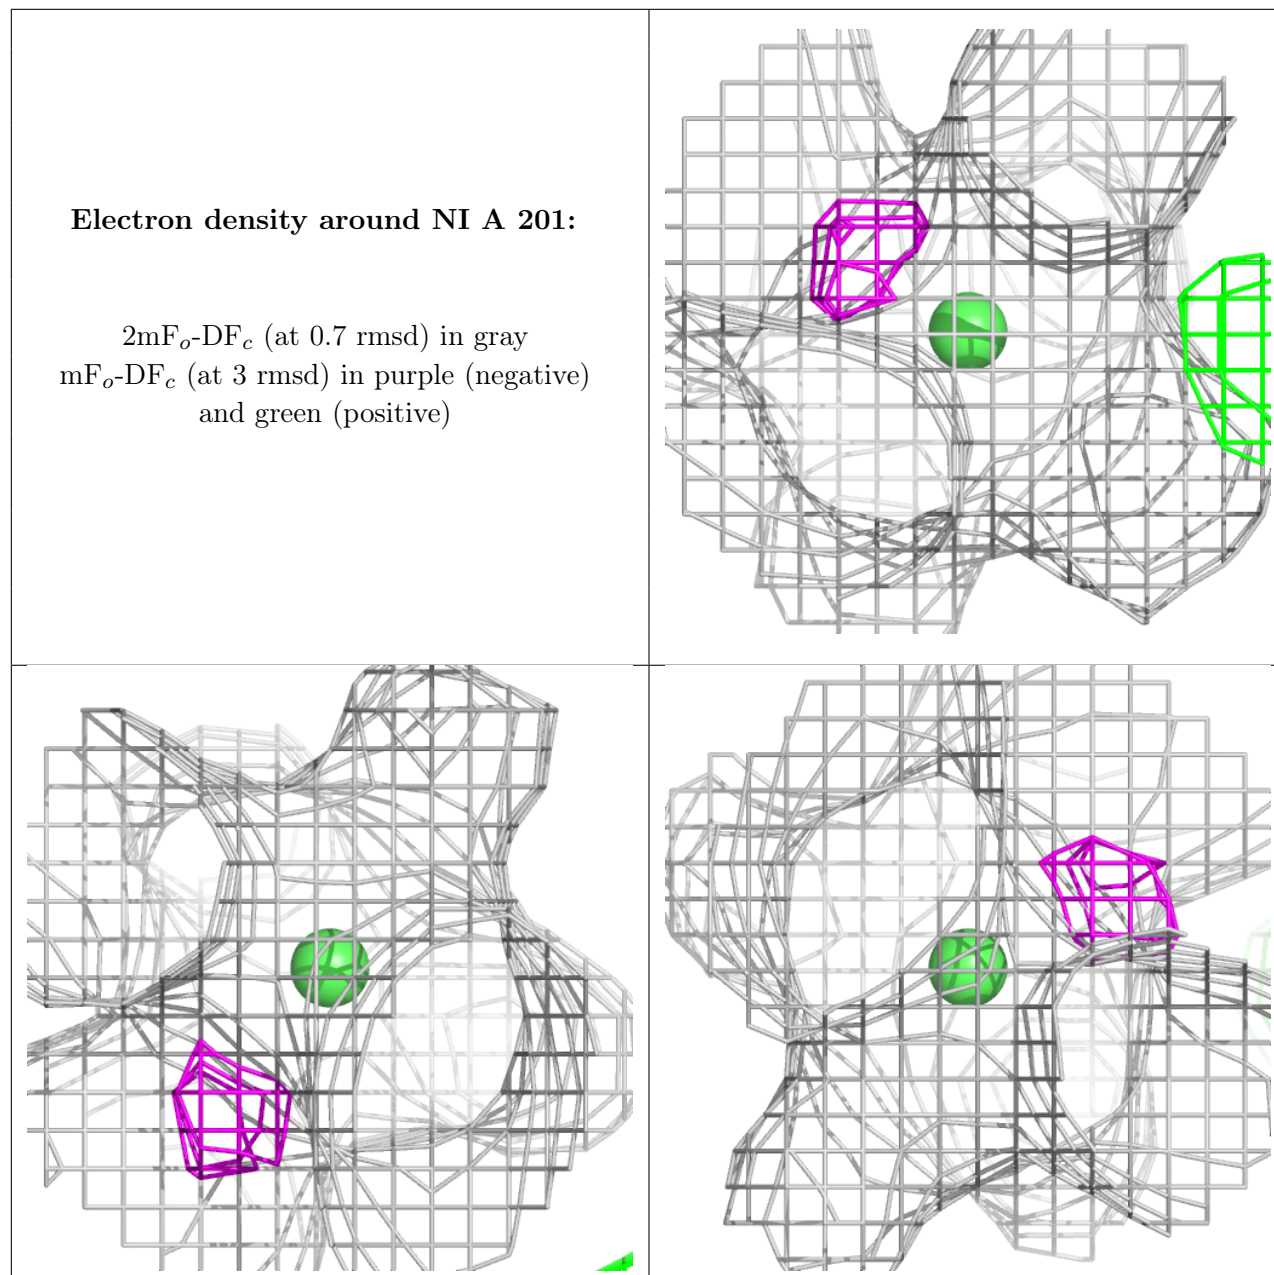 Electron density around NI A 201:
2mFo-DFc (at 0.7 rmsd) in gray
mFo-DFc (at 3 rmsd) in purple (negative)
and green (positive)